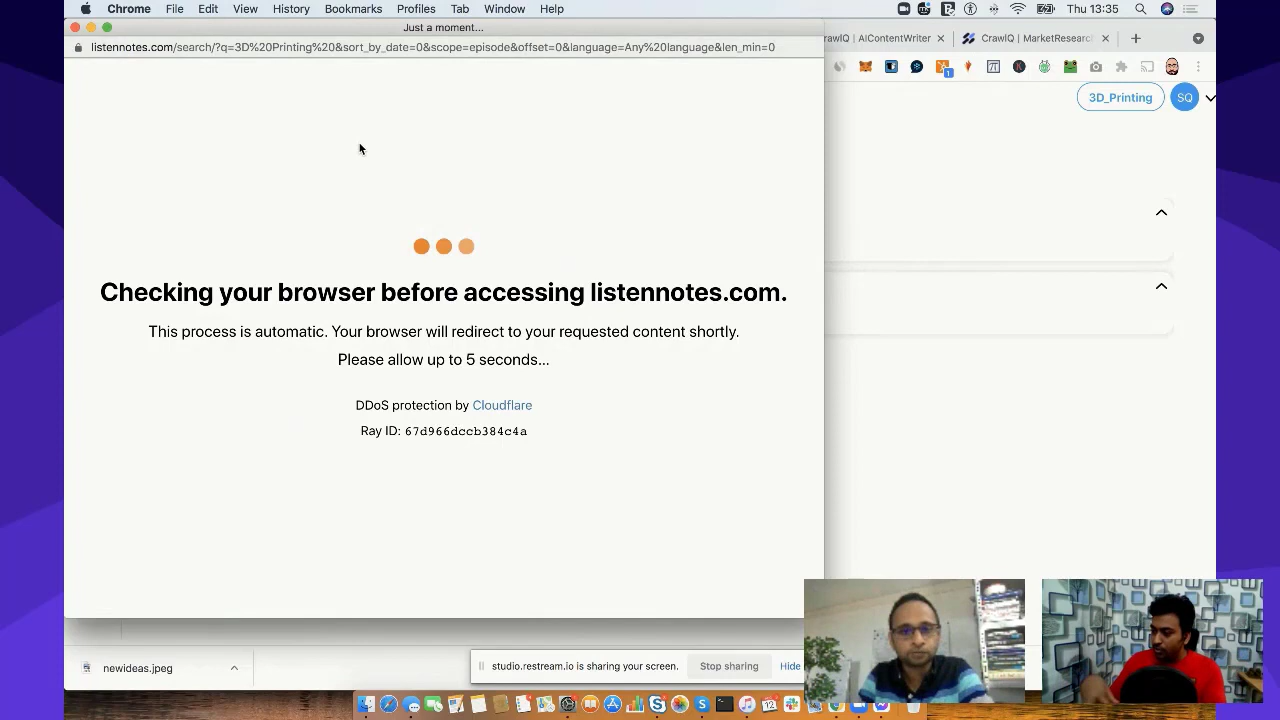 Chrome File Edit View History Bookmarks Profiles Tab Window Help Thu 13:35
Just a moment...
listennotes.com/search/?q=3D%20Printing%20&sort_by_date=0&scope=episode&offset=0&language=Any%20language&len_min=0
AIContentWriter
CrawlQ | MarketResearc
3D_Printing SQ
Checking your browser before accessing listennotes.com.
This process is automatic. Your browser will redirect to your requested content shortly.
Please allow up to 5 seconds...
DDoS protection by Cloudflare
Ray ID: 67d966dccb384c4a
newideas.jpeg
studio.restream.io is sharing your screen. Stop sharing Hide